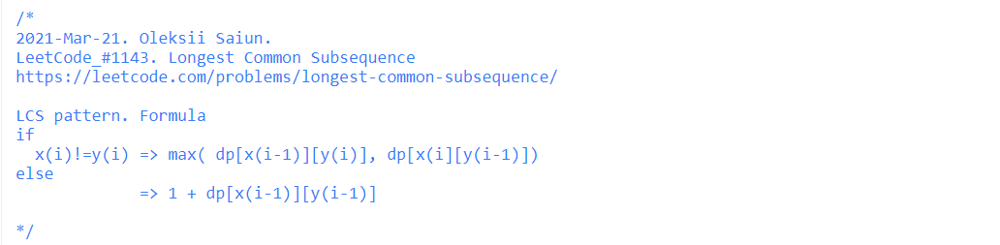 /*
2021-Mar-21. Oleksii Saiun.
LeetCode_#1143. Longest Common Subsequence
https://leetcode.com/problems/longest-common-subsequence/

LCS pattern. Formula
if
  x(i)!=y(i) => max( dp[x(i-1)][y(i)], dp[x(i][y(i-1)])
else
             => 1 + dp[x(i-1)][y(i-1)]

*/